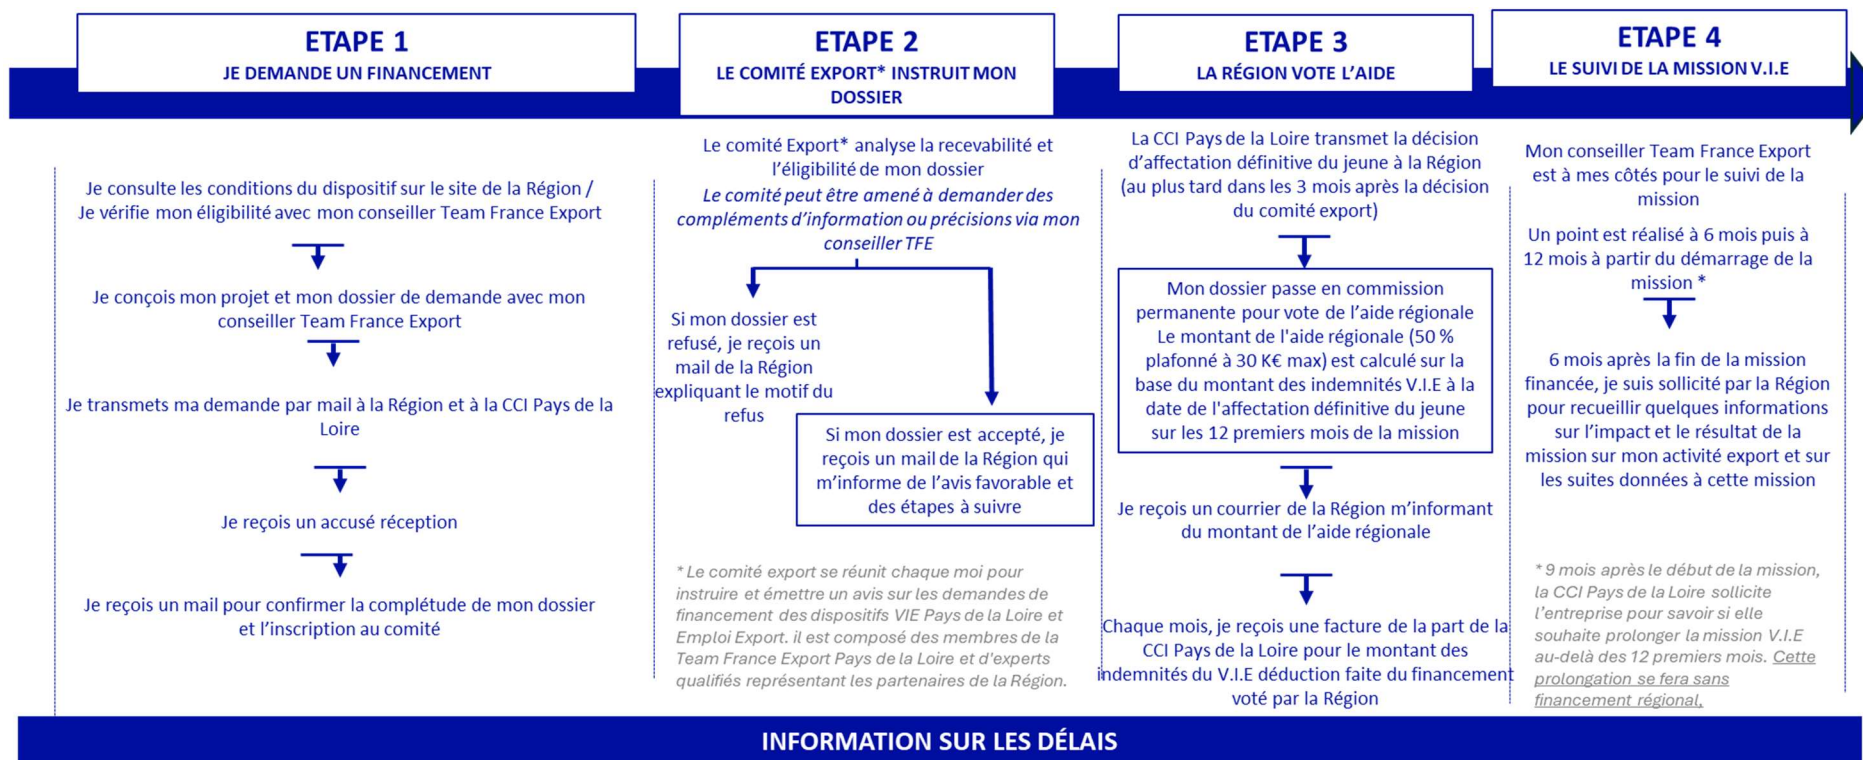 ETAPE 1
JE DEMANDE UN FINANCEMENT
Je consulte les conditions du dispositif sur le site de la Région /
Je vérifie mon éligibilité avec mon conseiller Team France Export
Je conçois mon projet et mon dossier de demande avec mon
conseiller Team France Export
Je transmets ma demande par mail à la Région et à la CCI Pays de la
Loire
Je reçois un accusé réception
Je reçois un mail pour confirmer la complétude de mon dossier
et l'inscription au comité
ETAPE 2
LE COMITÉ EXPORT* INSTRUIT MON
DOSSIER
Le comité Export* analyse la recevabilité et
l'éligibilité de mon dossier
Le comité peut être amené à demander des
compléments d'information ou précisions via mon
conseiller TFE
Si mon dossier est
refusé, je reçois un
mail de la Région
expliquant le motif du
refus
Si mon dossier est accepté, je
reçois un mail de la Région qui
m'informe de l'avis favorable et
des étapes à suivre
* Le comité export se réunit chaque moi pour
instruire et émettre un avis sur les demandes de
financement des dispositifs VIE Pays de la Loire et
Emploi Export. il est composé des membres de la
Team France Export Pays de la Loire et d'experts
qualifiés représentant les partenaires de la Région.
ETAPE 3
LA RÉGION VOTE L'AIDE
La CCI Pays de la Loire transmet la décision
d'affectation définitive du jeune à la Région
(au plus tard dans les 3 mois après la décision
du comité export)
Mon dossier passe en commission
permanente pour vote de l'aide régionale
Le montant de l'aide régionale (50 %
plafonné à 30 K€ max) est calculé sur la
base du montant des indemnités V.I.E à la
date de l'affectation définitive du jeune
sur les 12 premiers mois de la mission
Je reçois un courrier de la Région m'informant
du montant de l'aide régionale
Chaque mois, je reçois une facture de la part de la
CCI Pays de la Loire pour le montant des
indemnités du V.I.E déduction faite du financement
voté par la Région
ETAPE 4
LE SUIVI DE LA MISSION V.I.E
Mon conseiller Team France Export
est à mes côtés pour le suivi de la
mission
Un point est réalisé à 6 mois puis à
12 mois à partir du démarrage de la
mission *
6 mois après la fin de la mission
financée, je suis sollicité par la Région
pour recueillir quelques informations
sur l'impact et le résultat de la
mission sur mon activité export et sur
les suites données à cette mission
* 9 mois après le début de la mission,
la CCI Pays de la Loire sollicite
l'entreprise pour savoir si elle
souhaite prolonger la mission V.I.E
au-delà des 12 premiers mois. Cette
prolongation se fera sans
financement régional,
INFORMATION SUR LES DÉLAIS